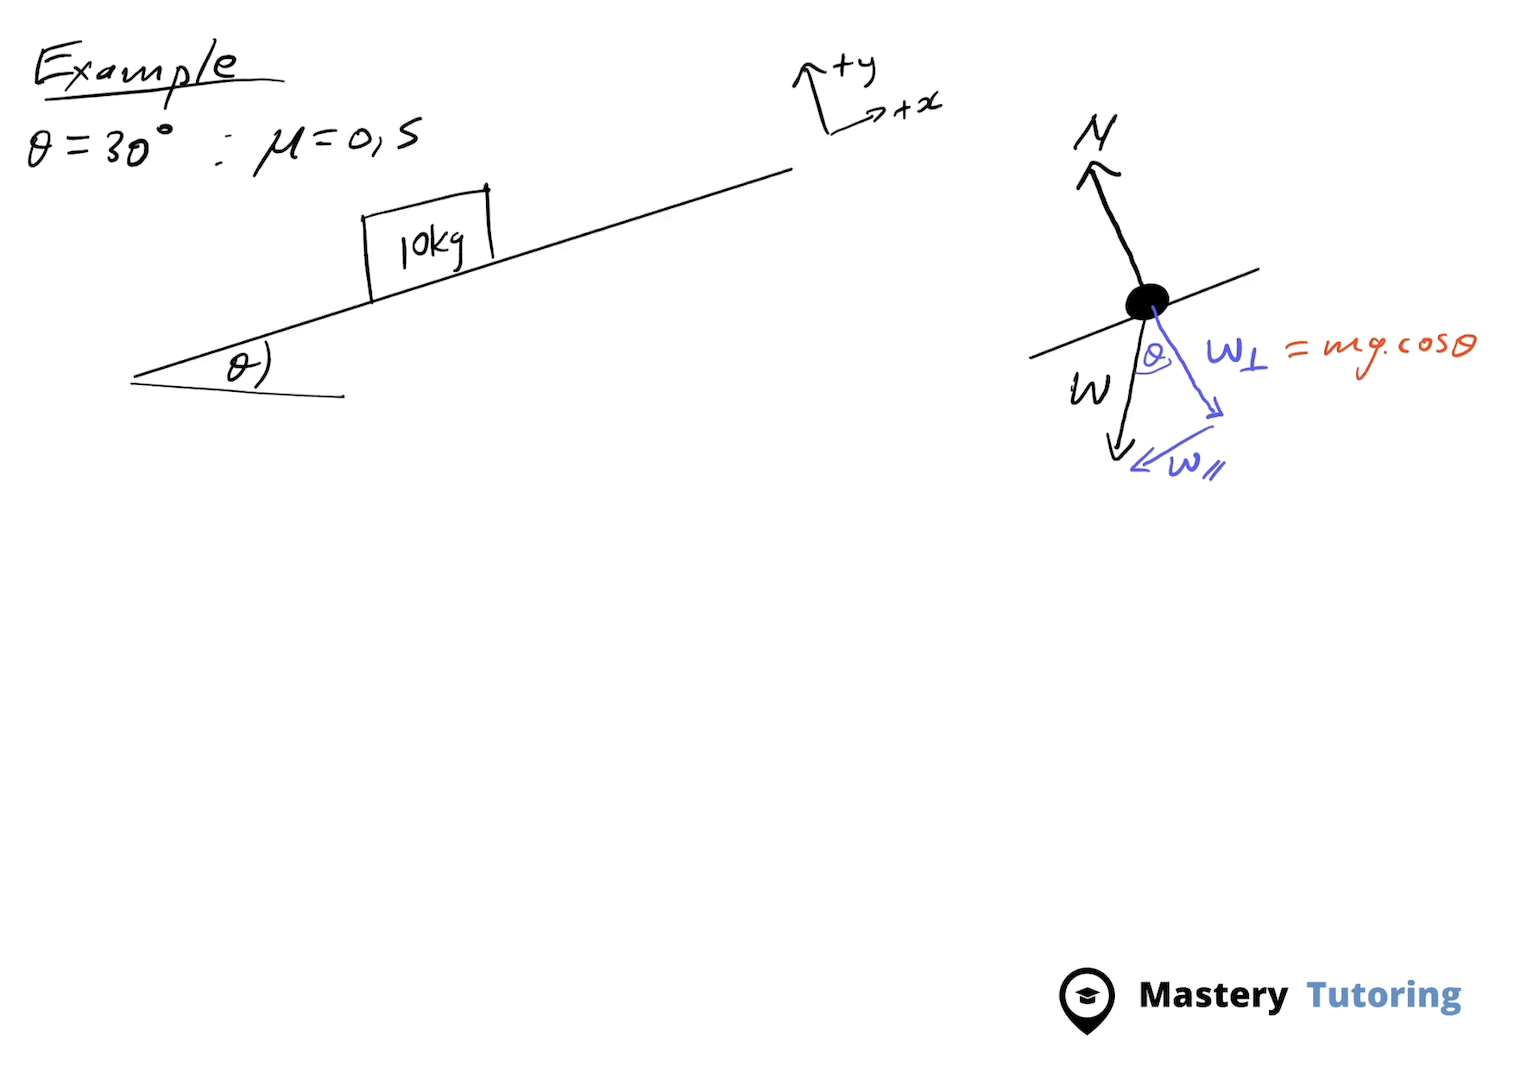 Example
θ = 30° : μ = 0,5
+y
+x
10kg
θ
N
θ
W⊥ = mg.cosθ
W
W//
Mastery Tutoring